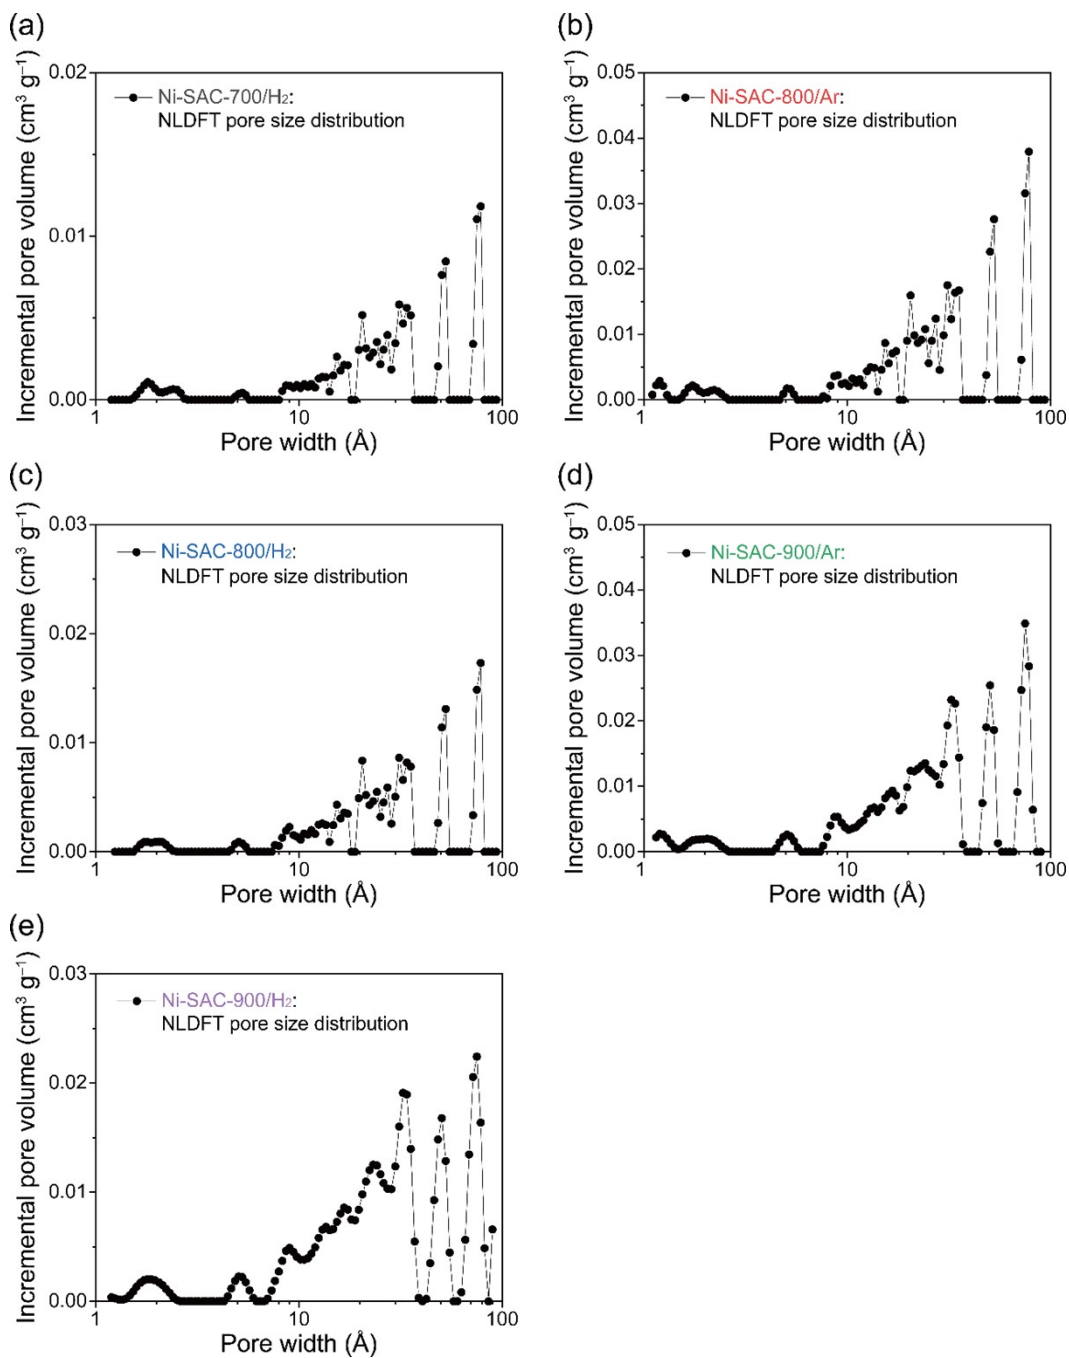 (a)
Incremental pore volume (cm³ g⁻¹)
0.02
0.01
0.00
Ni-SAC-700/H₂:
NLDFT pore size distribution
1
10
100
Pore width (Å)
(b)
Incremental pore volume (cm³ g⁻¹)
0.05
0.04
0.03
0.02
0.01
0.00
Ni-SAC-800/Ar:
NLDFT pore size distribution
1
10
100
Pore width (Å)
(c)
Incremental pore volume (cm³ g⁻¹)
0.03
0.02
0.01
0.00
Ni-SAC-800/H₂:
NLDFT pore size distribution
1
10
100
Pore width (Å)
(d)
Incremental pore volume (cm³ g⁻¹)
0.05
0.04
0.03
0.02
0.01
0.00
Ni-SAC-900/Ar:
NLDFT pore size distribution
1
10
100
Pore width (Å)
(e)
Incremental pore volume (cm³ g⁻¹)
0.03
0.02
0.01
0.00
Ni-SAC-900/H₂:
NLDFT pore size distribution
1
10
100
Pore width (Å)